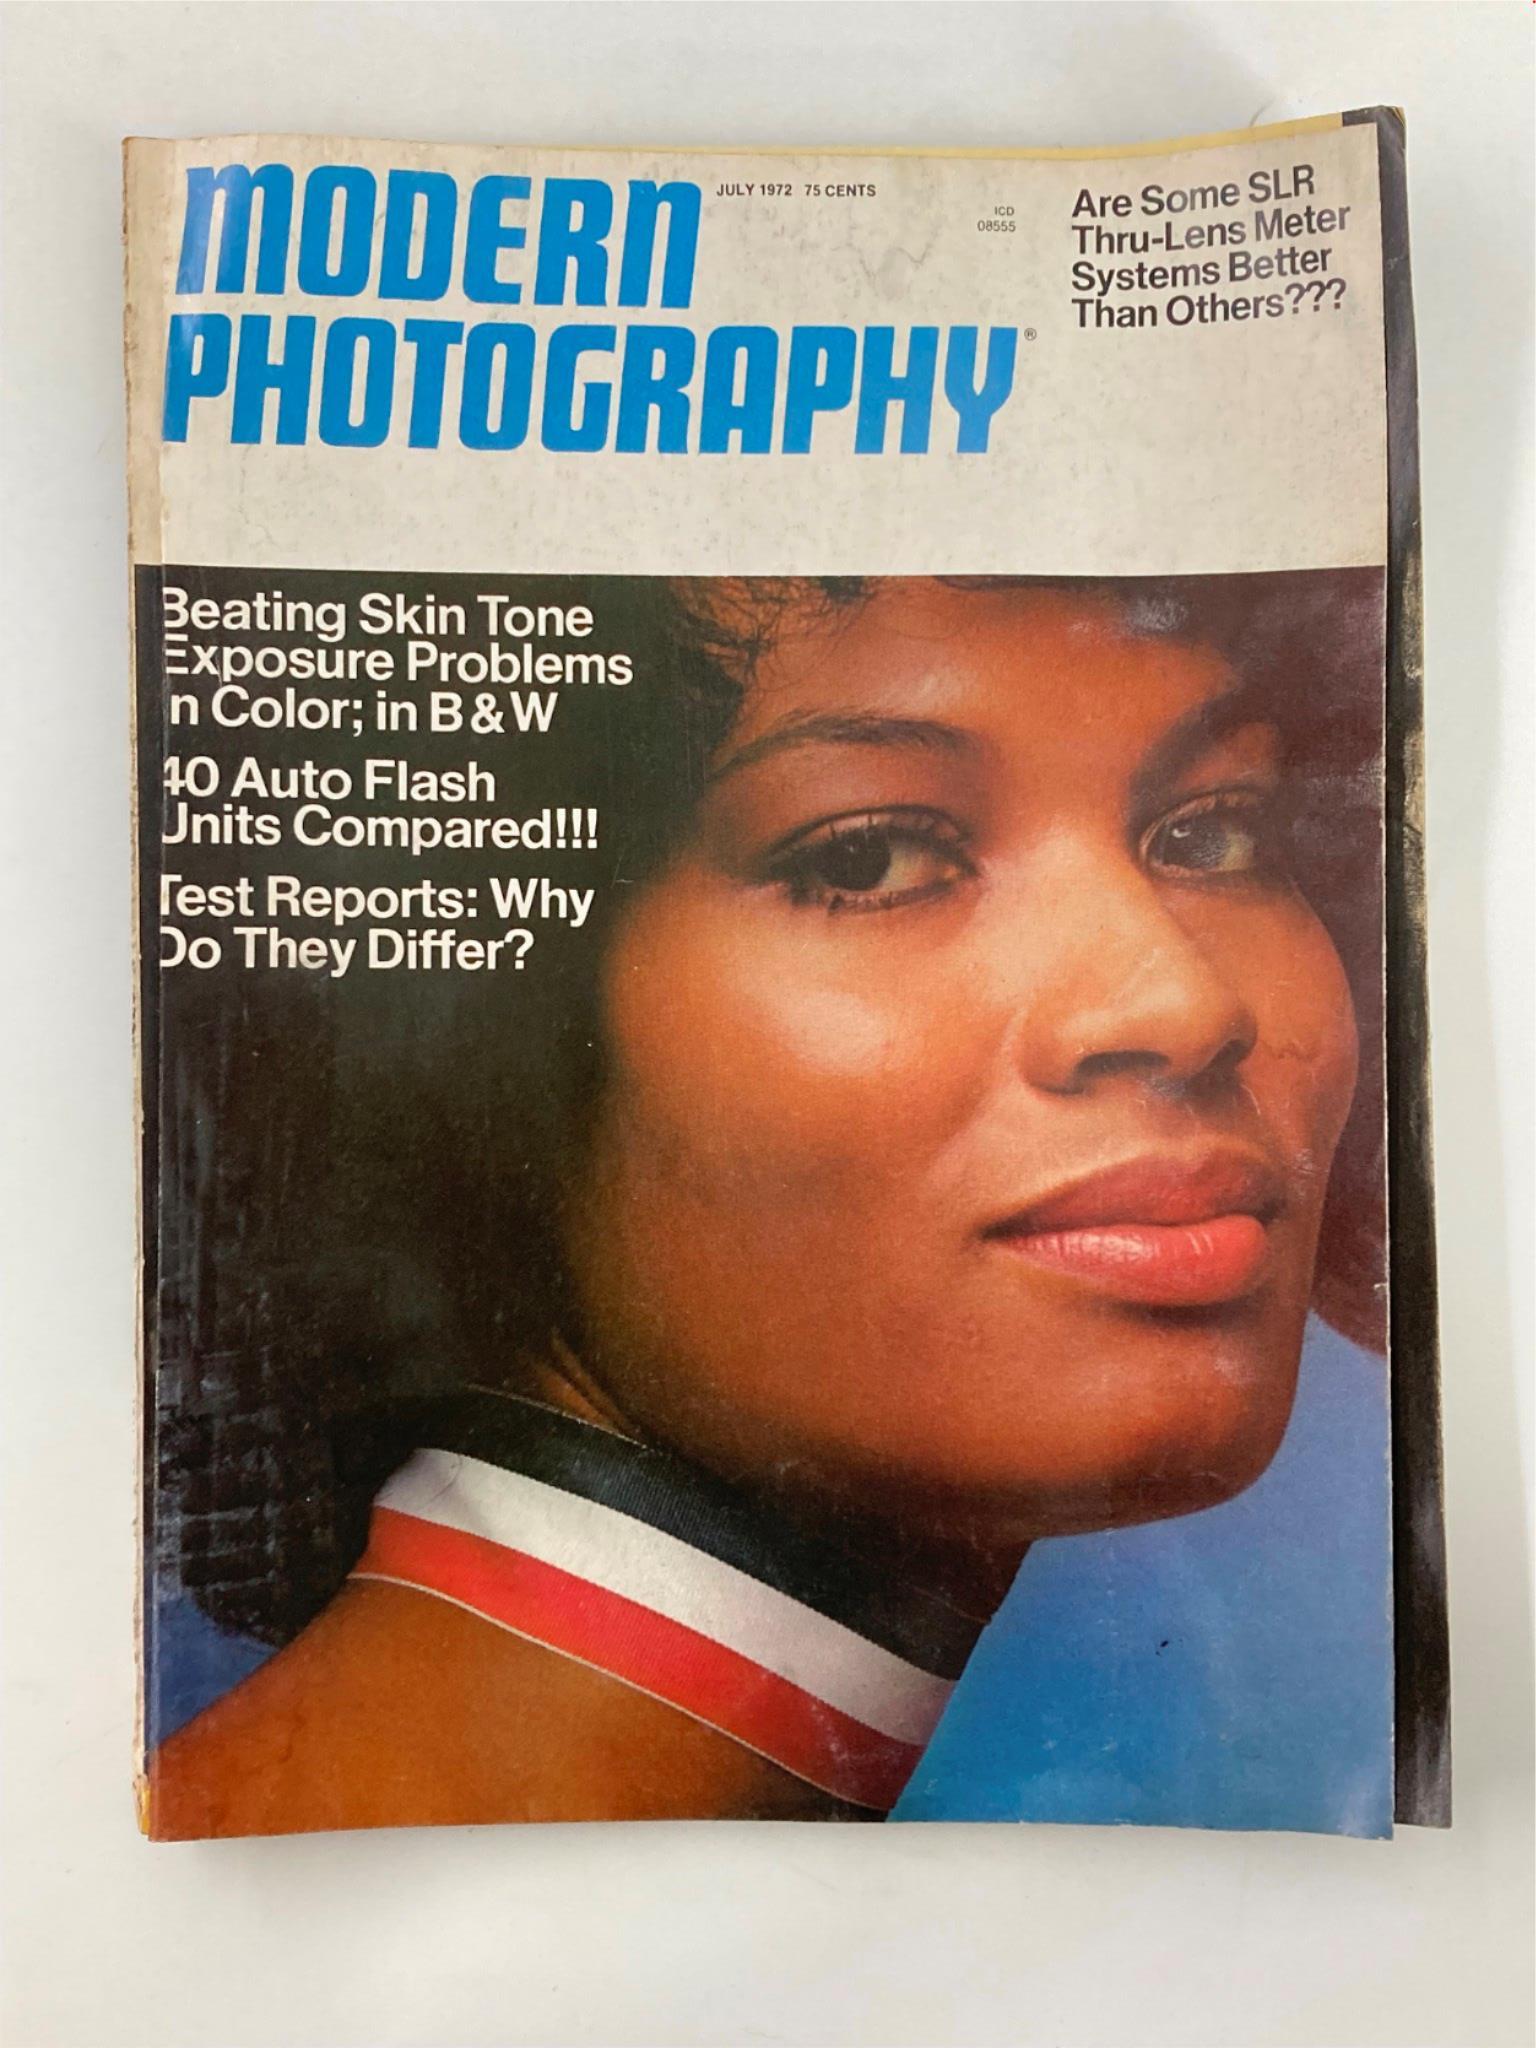 MODERN
PHOTOGRAPHY®
JULY 1972 75 CENTS
ICD
08555
Are Some SLR
Thru-Lens Meter
Systems Better
Than Others???
Beating Skin Tone
Exposure Problems
In Color; in B & W
40 Auto Flash
Units Compared!!!
Test Reports: Why
Do They Differ?